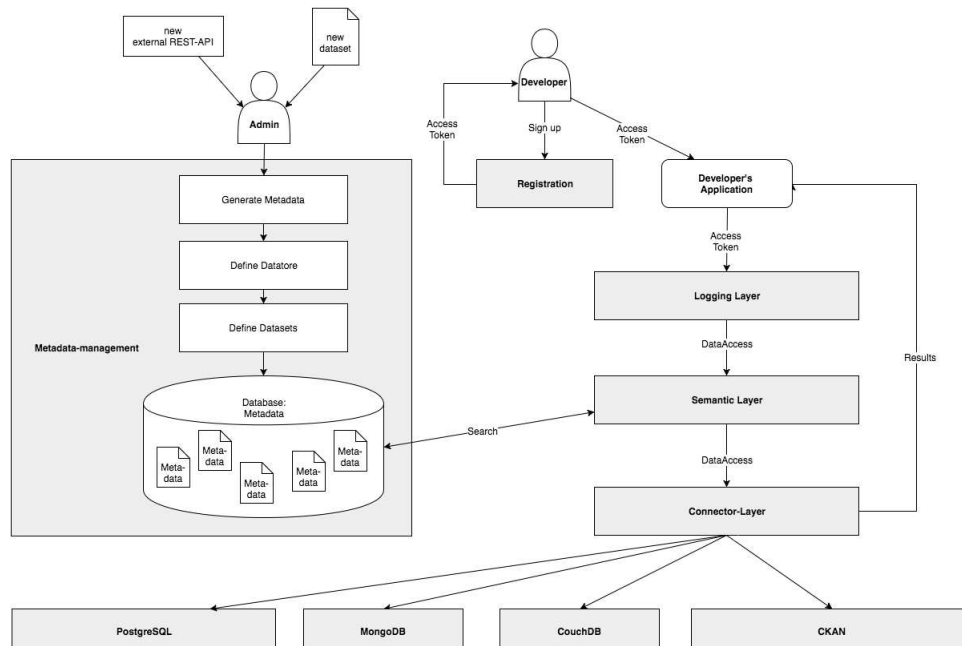 new
external REST-API
new
dataset
Admin
Developer
Access
Token
Sign up
Access
Token
Registration
Developer's
Application
Generate Metadata
Access
Token
Define Datatore
Logging Layer
Define Datasets
Metadata-management
DataAccess
Results
Database:
Metadata
Semantic Layer
Search
Meta-
data
Meta-
data
Meta-
data
Meta-
data
Meta-
data
DataAccess
Connector-Layer
PostgreSQL
MongoDB
CouchDB
CKAN